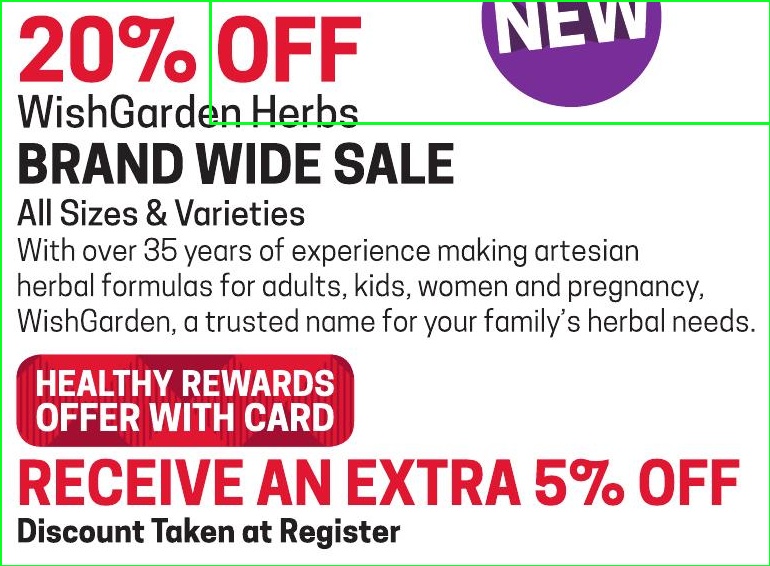 20% OFF
NEW
WishGarden Herbs
BRAND WIDE SALE
All Sizes & Varieties
With over 35 years of experience making artesian
herbal formulas for adults, kids, women and pregnancy,
WishGarden, a trusted name for your family's herbal needs.
HEALTHY REWARDS
OFFER WITH CARD
RECEIVE AN EXTRA 5% OFF
Discount Taken at Register